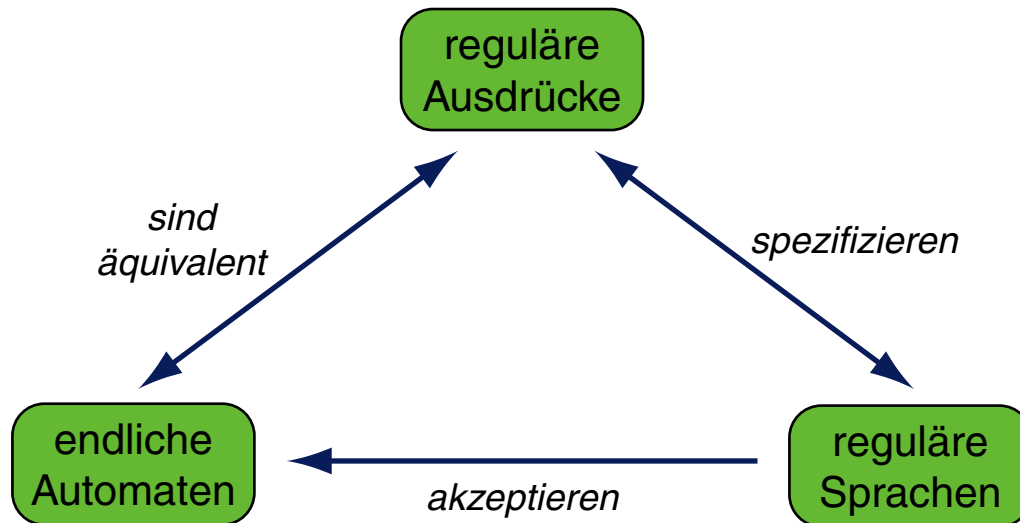 reguläre
Ausdrücke
sind
äquivalent
spezifizieren
endliche
Automaten
akzeptieren
reguläre
Sprachen